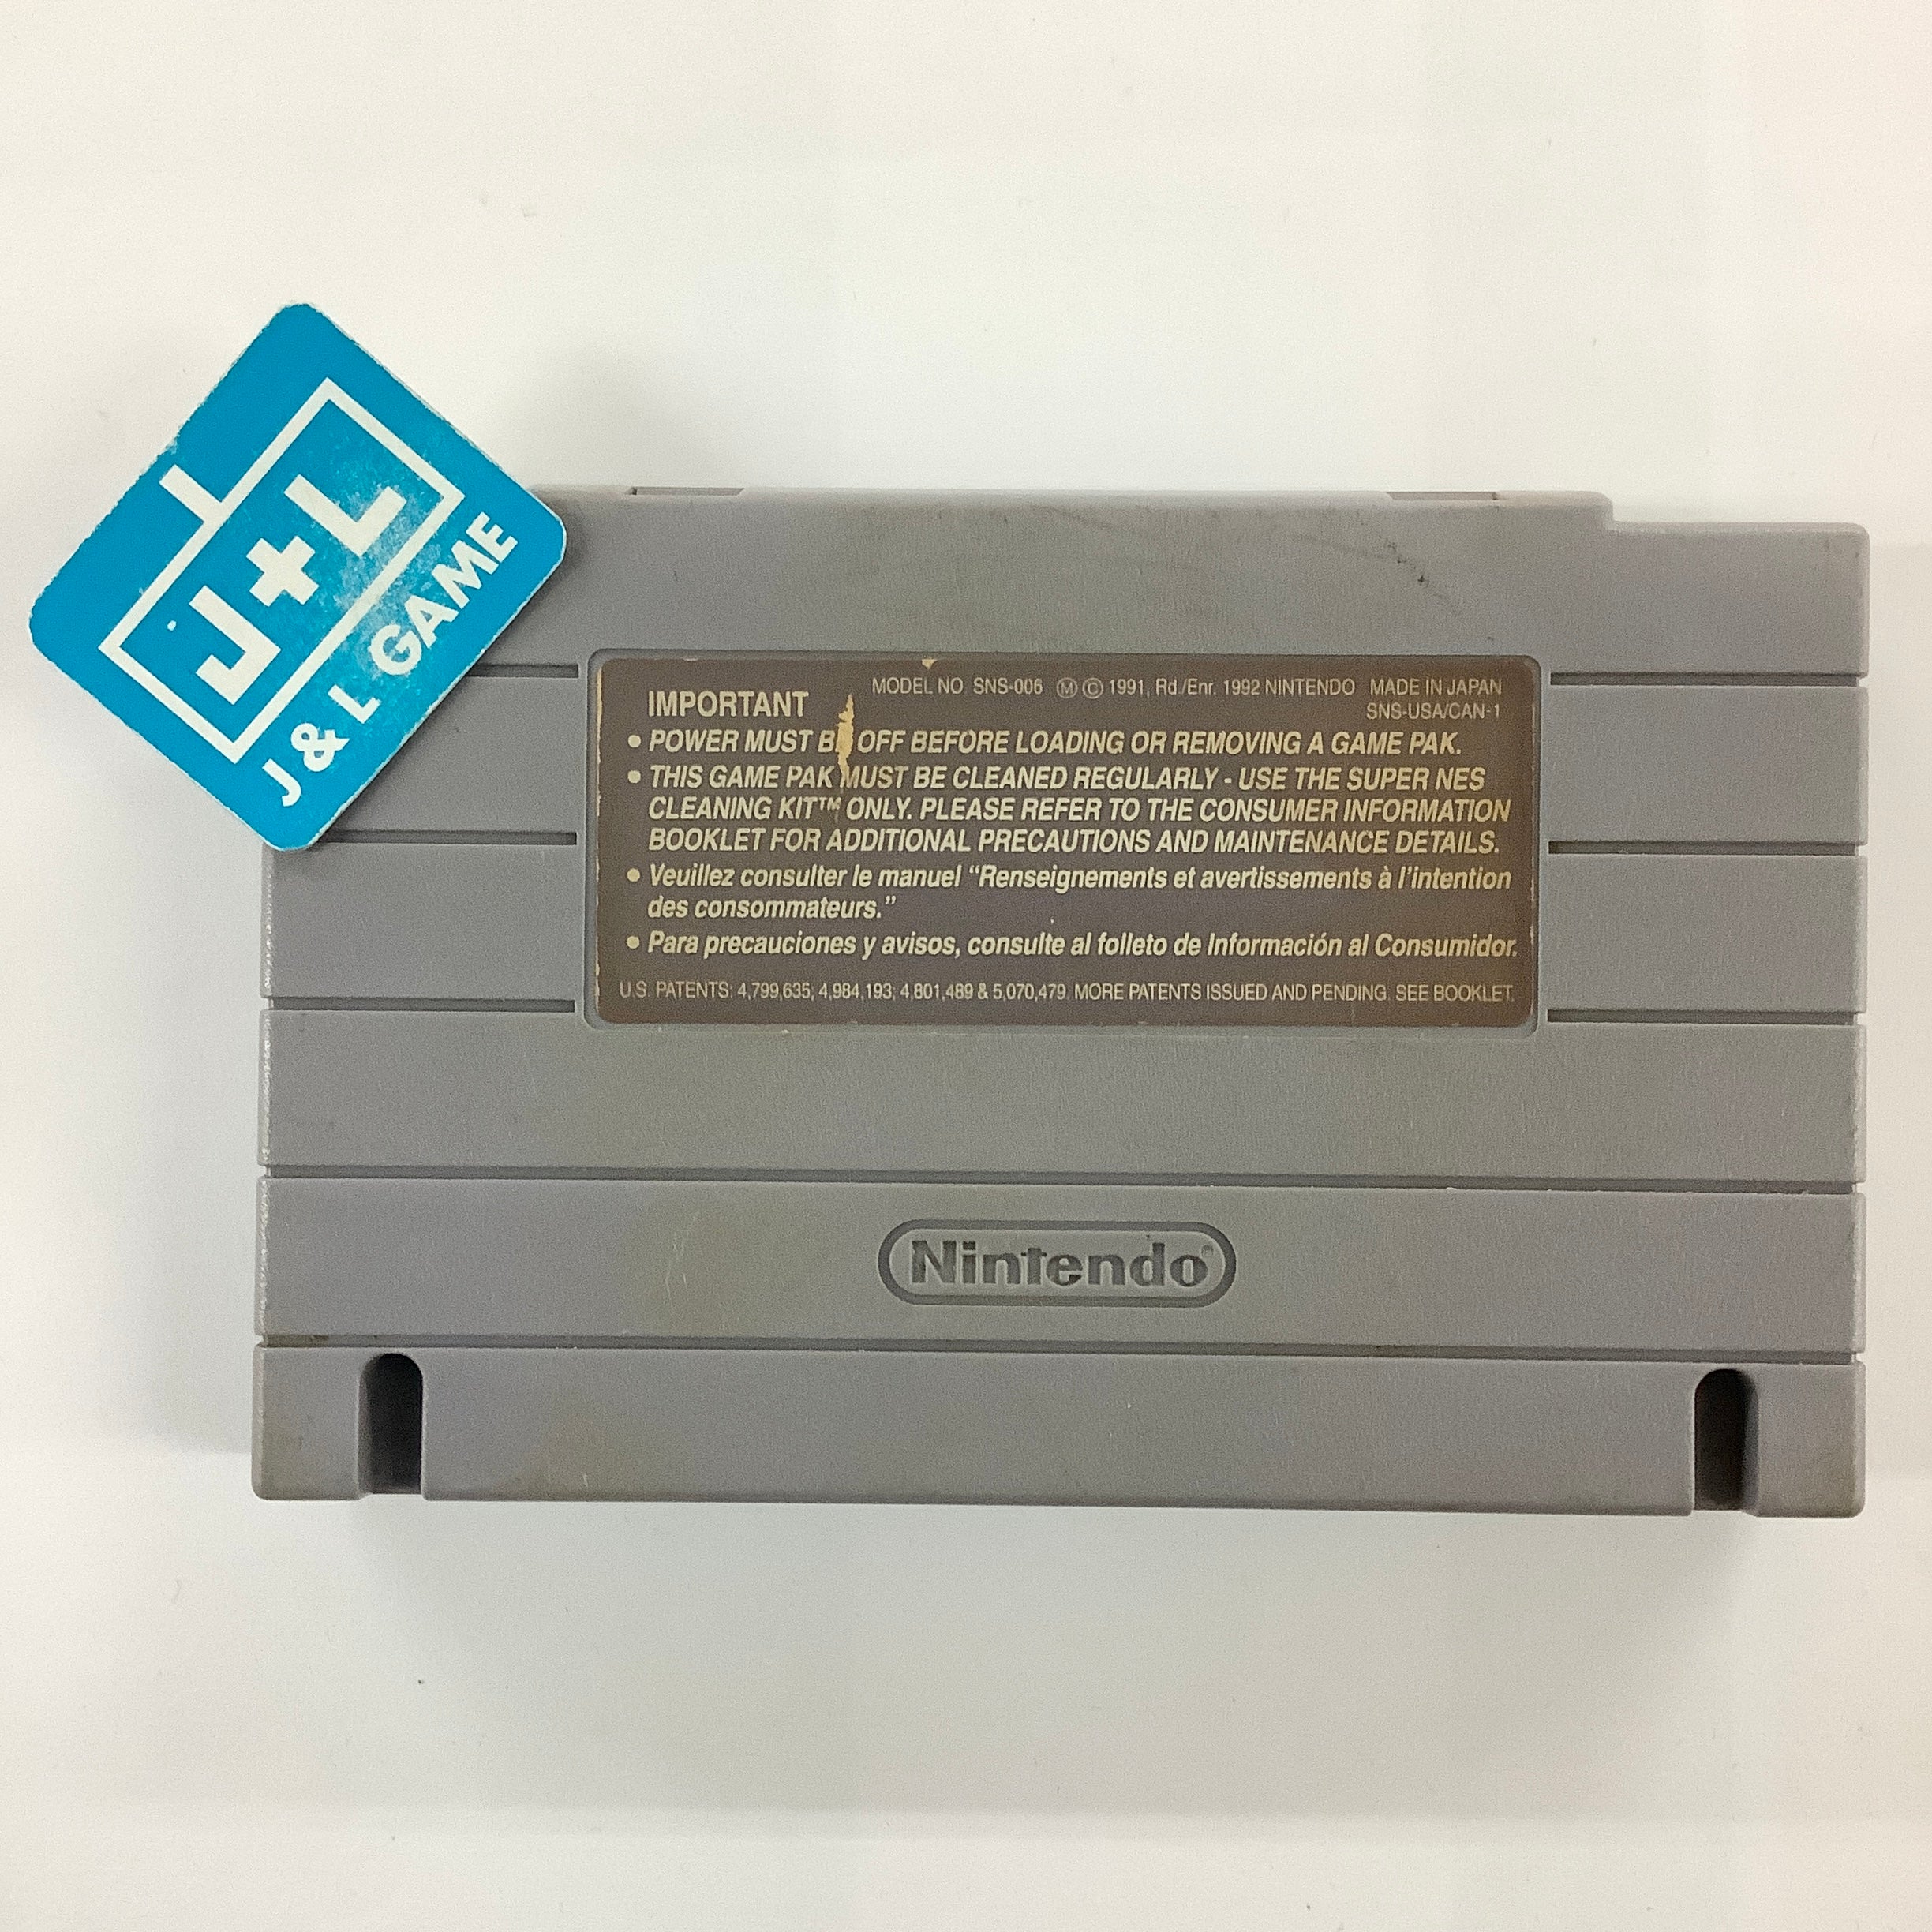 J+L
J & L GAME
MODEL NO. SNS-006 Ⓜ © 1991, Rd./Enr. 1992 NINTENDO MADE IN JAPAN
IMPORTANT
SNS-USA/CAN-1
• POWER MUST B OFF BEFORE LOADING OR REMOVING A GAME PAK.
• THIS GAME PAK MUST BE CLEANED REGULARLY - USE THE SUPER NES
CLEANING KIT™ ONLY. PLEASE REFER TO THE CONSUMER INFORMATION
BOOKLET FOR ADDITIONAL PRECAUTIONS AND MAINTENANCE DETAILS.
• Veuillez consulter le manuel “Renseignements et avertissements à l’intention
des consommateurs.”
• Para precauciones y avisos, consulte al folleto de Información al Consumidor.
U.S. PATENTS: 4,799,635; 4,984,193; 4,801,489 & 5,070,479. MORE PATENTS ISSUED AND PENDING. SEE BOOKLET.
Nintendo®